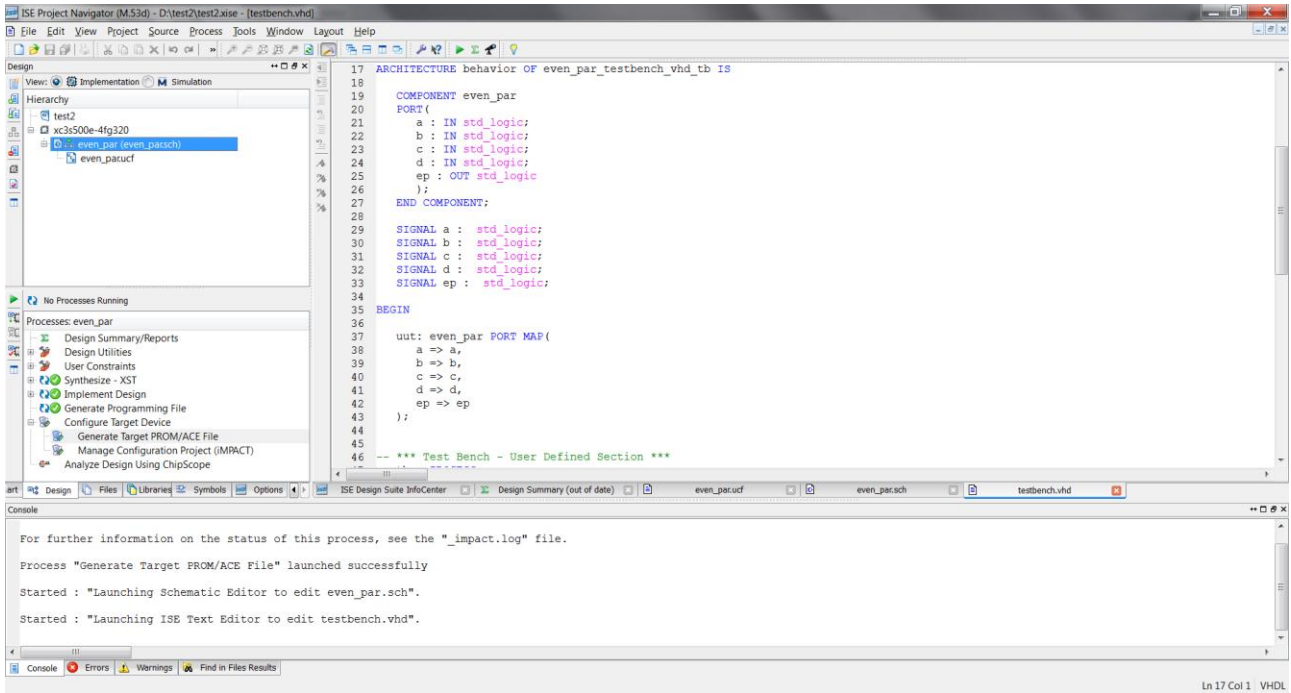 ISE Project Navigator (M.53d) - D:\test2\test2.xise - [testbench.vhd]
File Edit View Project Source Process Tools Window Layout Help
Design
View: Implementation Simulation
Hierarchy
test2
xc3s500e-4fg320
even_par (even_par.sch)
even_par.ucf
No Processes Running
Processes: even_par
Design Summary/Reports
Design Utilities
User Constraints
Synthesize - XST
Implement Design
Generate Programming File
Configure Target Device
Generate Target PROM/ACE File
Manage Configuration Project (iMPACT)
Analyze Design Using ChipScope
17 ARCHITECTURE behavior OF even_par_testbench_vhd_tb IS
18
19 COMPONENT even_par
20 PORT(
21 a : IN std_logic;
22 b : IN std_logic;
23 c : IN std_logic;
24 d : IN std_logic;
25 ep : OUT std_logic
26 );
27 END COMPONENT;
28
29 SIGNAL a : std_logic;
30 SIGNAL b : std_logic;
31 SIGNAL c : std_logic;
32 SIGNAL d : std_logic;
33 SIGNAL ep : std_logic;
34
35 BEGIN
36
37 uut: even_par PORT MAP(
38 a => a,
39 b => b,
40 c => c,
41 d => d,
42 ep => ep
43 );
44
45
46 -- *** Test Bench - User Defined Section ***
art Design Files Libraries Symbols Options ISE Design Suite InfoCenter Design Summary (out of date) even_par.ucf even_par.sch testbench.vhd
Console
For further information on the status of this process, see the "_impact.log" file.
Process "Generate Target PROM/ACE File" launched successfully
Started : "Launching Schematic Editor to edit even_par.sch".
Started : "Launching ISE Text Editor to edit testbench.vhd".
Console Errors Warnings Find in Files Results
Ln 17 Col 1 VHDL